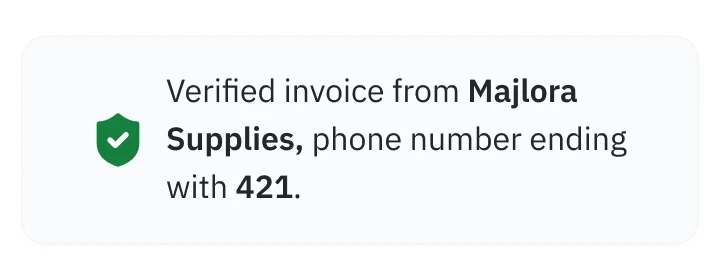 Verified invoice from Majlora
Supplies, phone number ending
with 421.